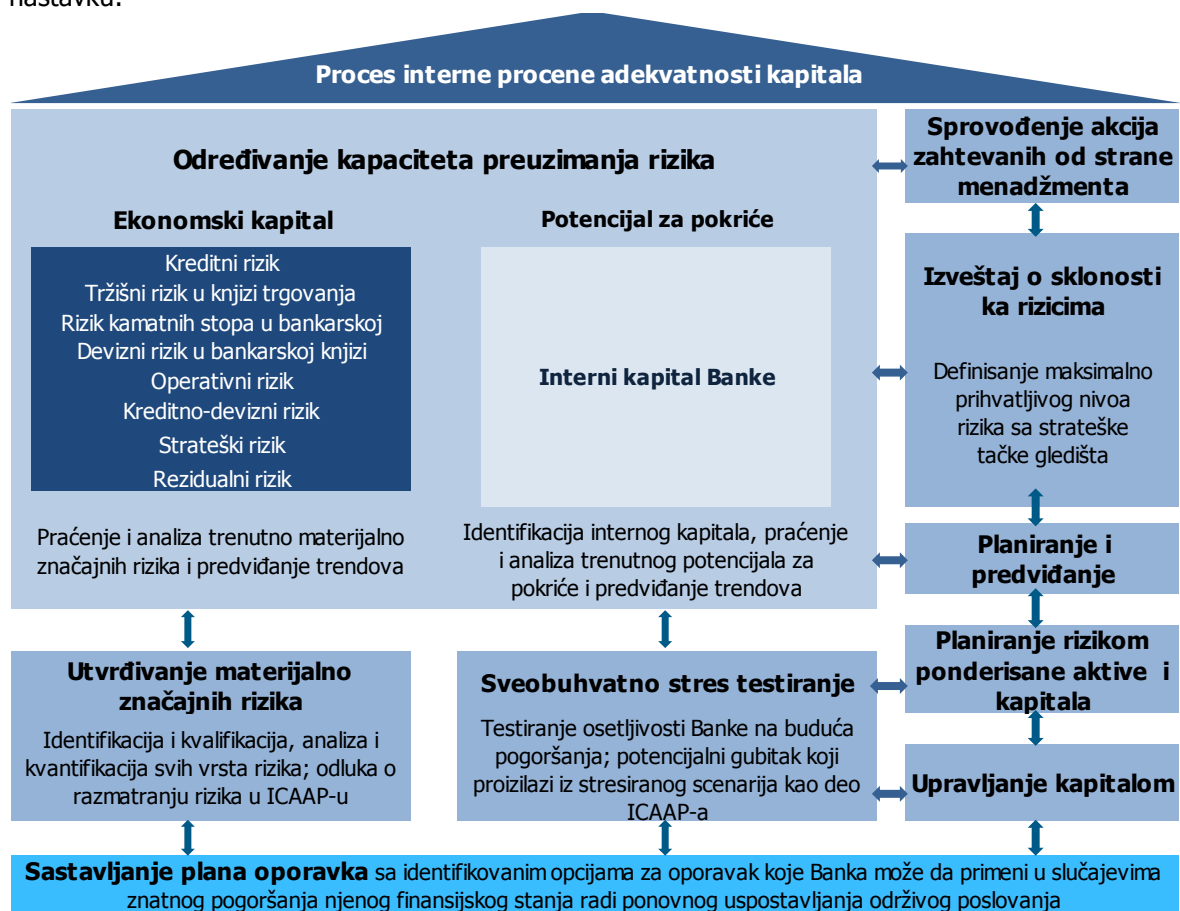 nastavku.
Proces interne procene adekvatnosti kapitala
Određivanje kapaciteta preuzimanja rizika
Ekonomski kapital
Kreditni rizik
Tržišni rizik u knjizi trgovanja
Rizik kamatnih stopa u bankarskoj
Devizni rizik u bankarskoj knjizi
Operativni rizik
Kreditno-devizni rizik
Strateški rizik
Rezidualni rizik
Praćenje i analiza trenutno materijalno
značajnih rizika i predviđanje trendova
Potencijal za pokriće
Interni kapital Banke
Identifikacija internog kapitala, praćenje
i analiza trenutnog potencijala za
pokriće i predviđanje trendova
Sprovođenje akcija
zahtevanih od strane
menadžmenta
Izveštaj o sklonosti
ka rizicima
Definisanje maksimalno
prihvatljivog nivoa
rizika sa strateške
tačke gledišta
Planiranje i
predviđanje
Utvrđivanje materijalno
značajnih rizika
Identifikacija i kvalifikacija, analiza i
kvantifikacija svih vrsta rizika; odluka o
razmatranju rizika u ICAAP-u
Sveobuhvatno stres testiranje
Testiranje osetljivosti Banke na buduća
pogoršanja; potencijalni gubitak koji
proizilazi iz stresiranog scenarija kao deo
ICAAP-a
Planiranje rizikom
ponderisane aktive i
kapitala
Upravljanje kapitalom
Sastavljanje plana oporavka sa identifikovanim opcijama za oporavak koje Banka može da primeni u slučajevima
znatnog pogoršanja njenog finansijskog stanja radi ponovnog uspostavljanja održivog poslovanja